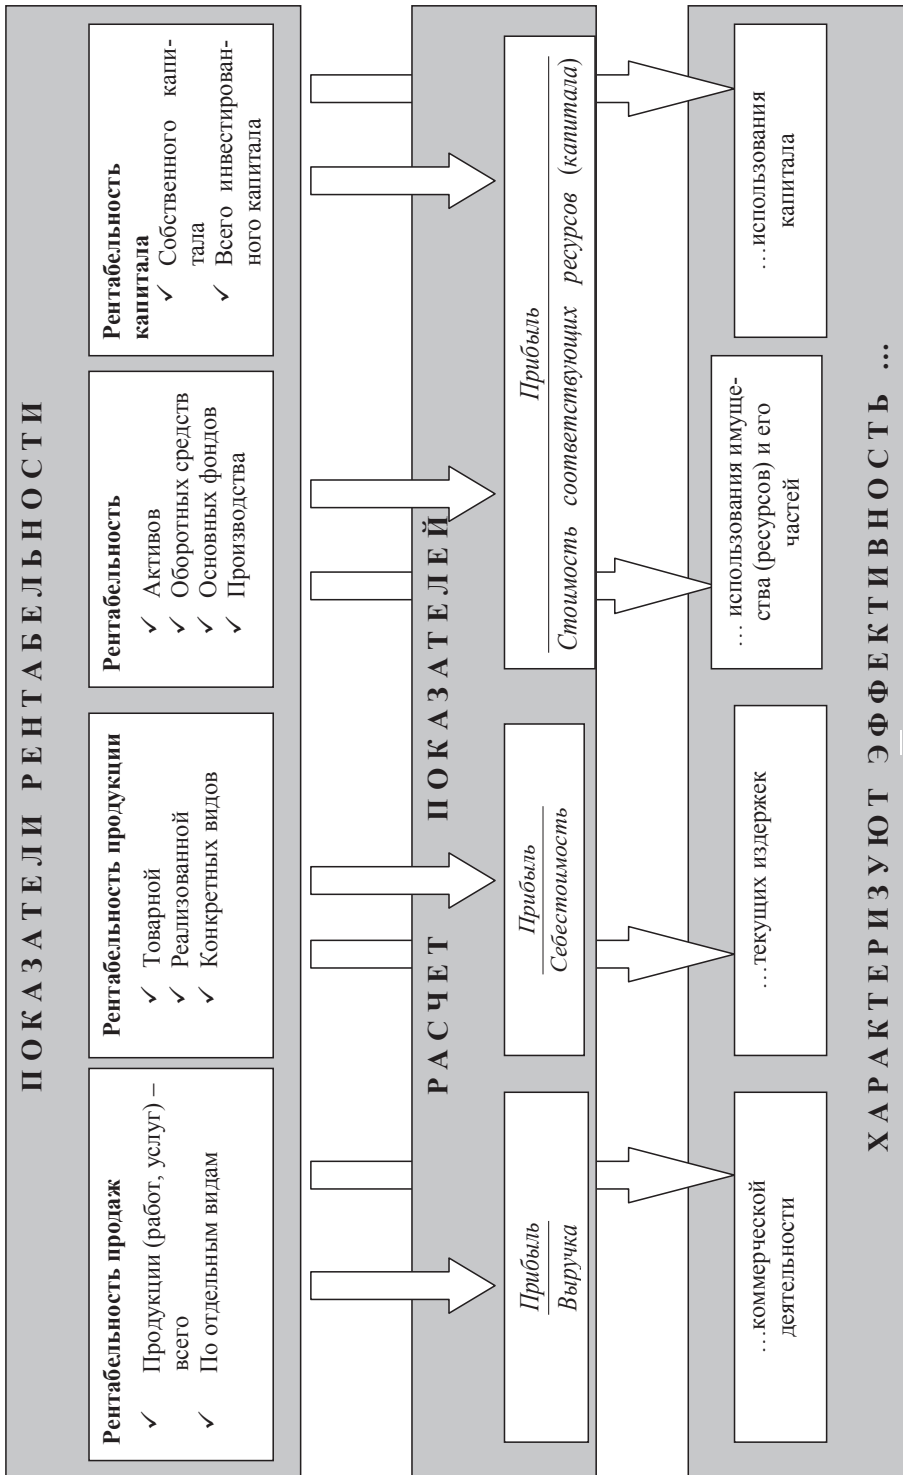 ПОКАЗАТЕЛИ РЕНТАБЕЛЬНОСТИ
Рентабельность продаж
✓ Продукции (работ, услуг) –
всего
✓ По отдельным видам
Рентабельность продукции
✓ Товарной
✓ Реализованной
✓ Конкретных видов
Рентабельность
✓ Активов
✓ Оборотных средств
✓ Основных фондов
✓ Производства
Рентабельность
капитала
✓ Собственного капи-
тала
✓ Всего инвестирован-
ного капитала
РАСЧЕТ ПОКАЗАТЕЛЕЙ
Прибыль
Выручка
Прибыль
Себестоимость
Прибыль
Стоимость соответствующих ресурсов (капитала)
…коммерческой
деятельности
…текущих издержек
… использования имуще-
ства (ресурсов) и его
частей
…использования
капитала
ХАРАКТЕРИЗУЮТ ЭФФЕКТИВНОСТЬ …